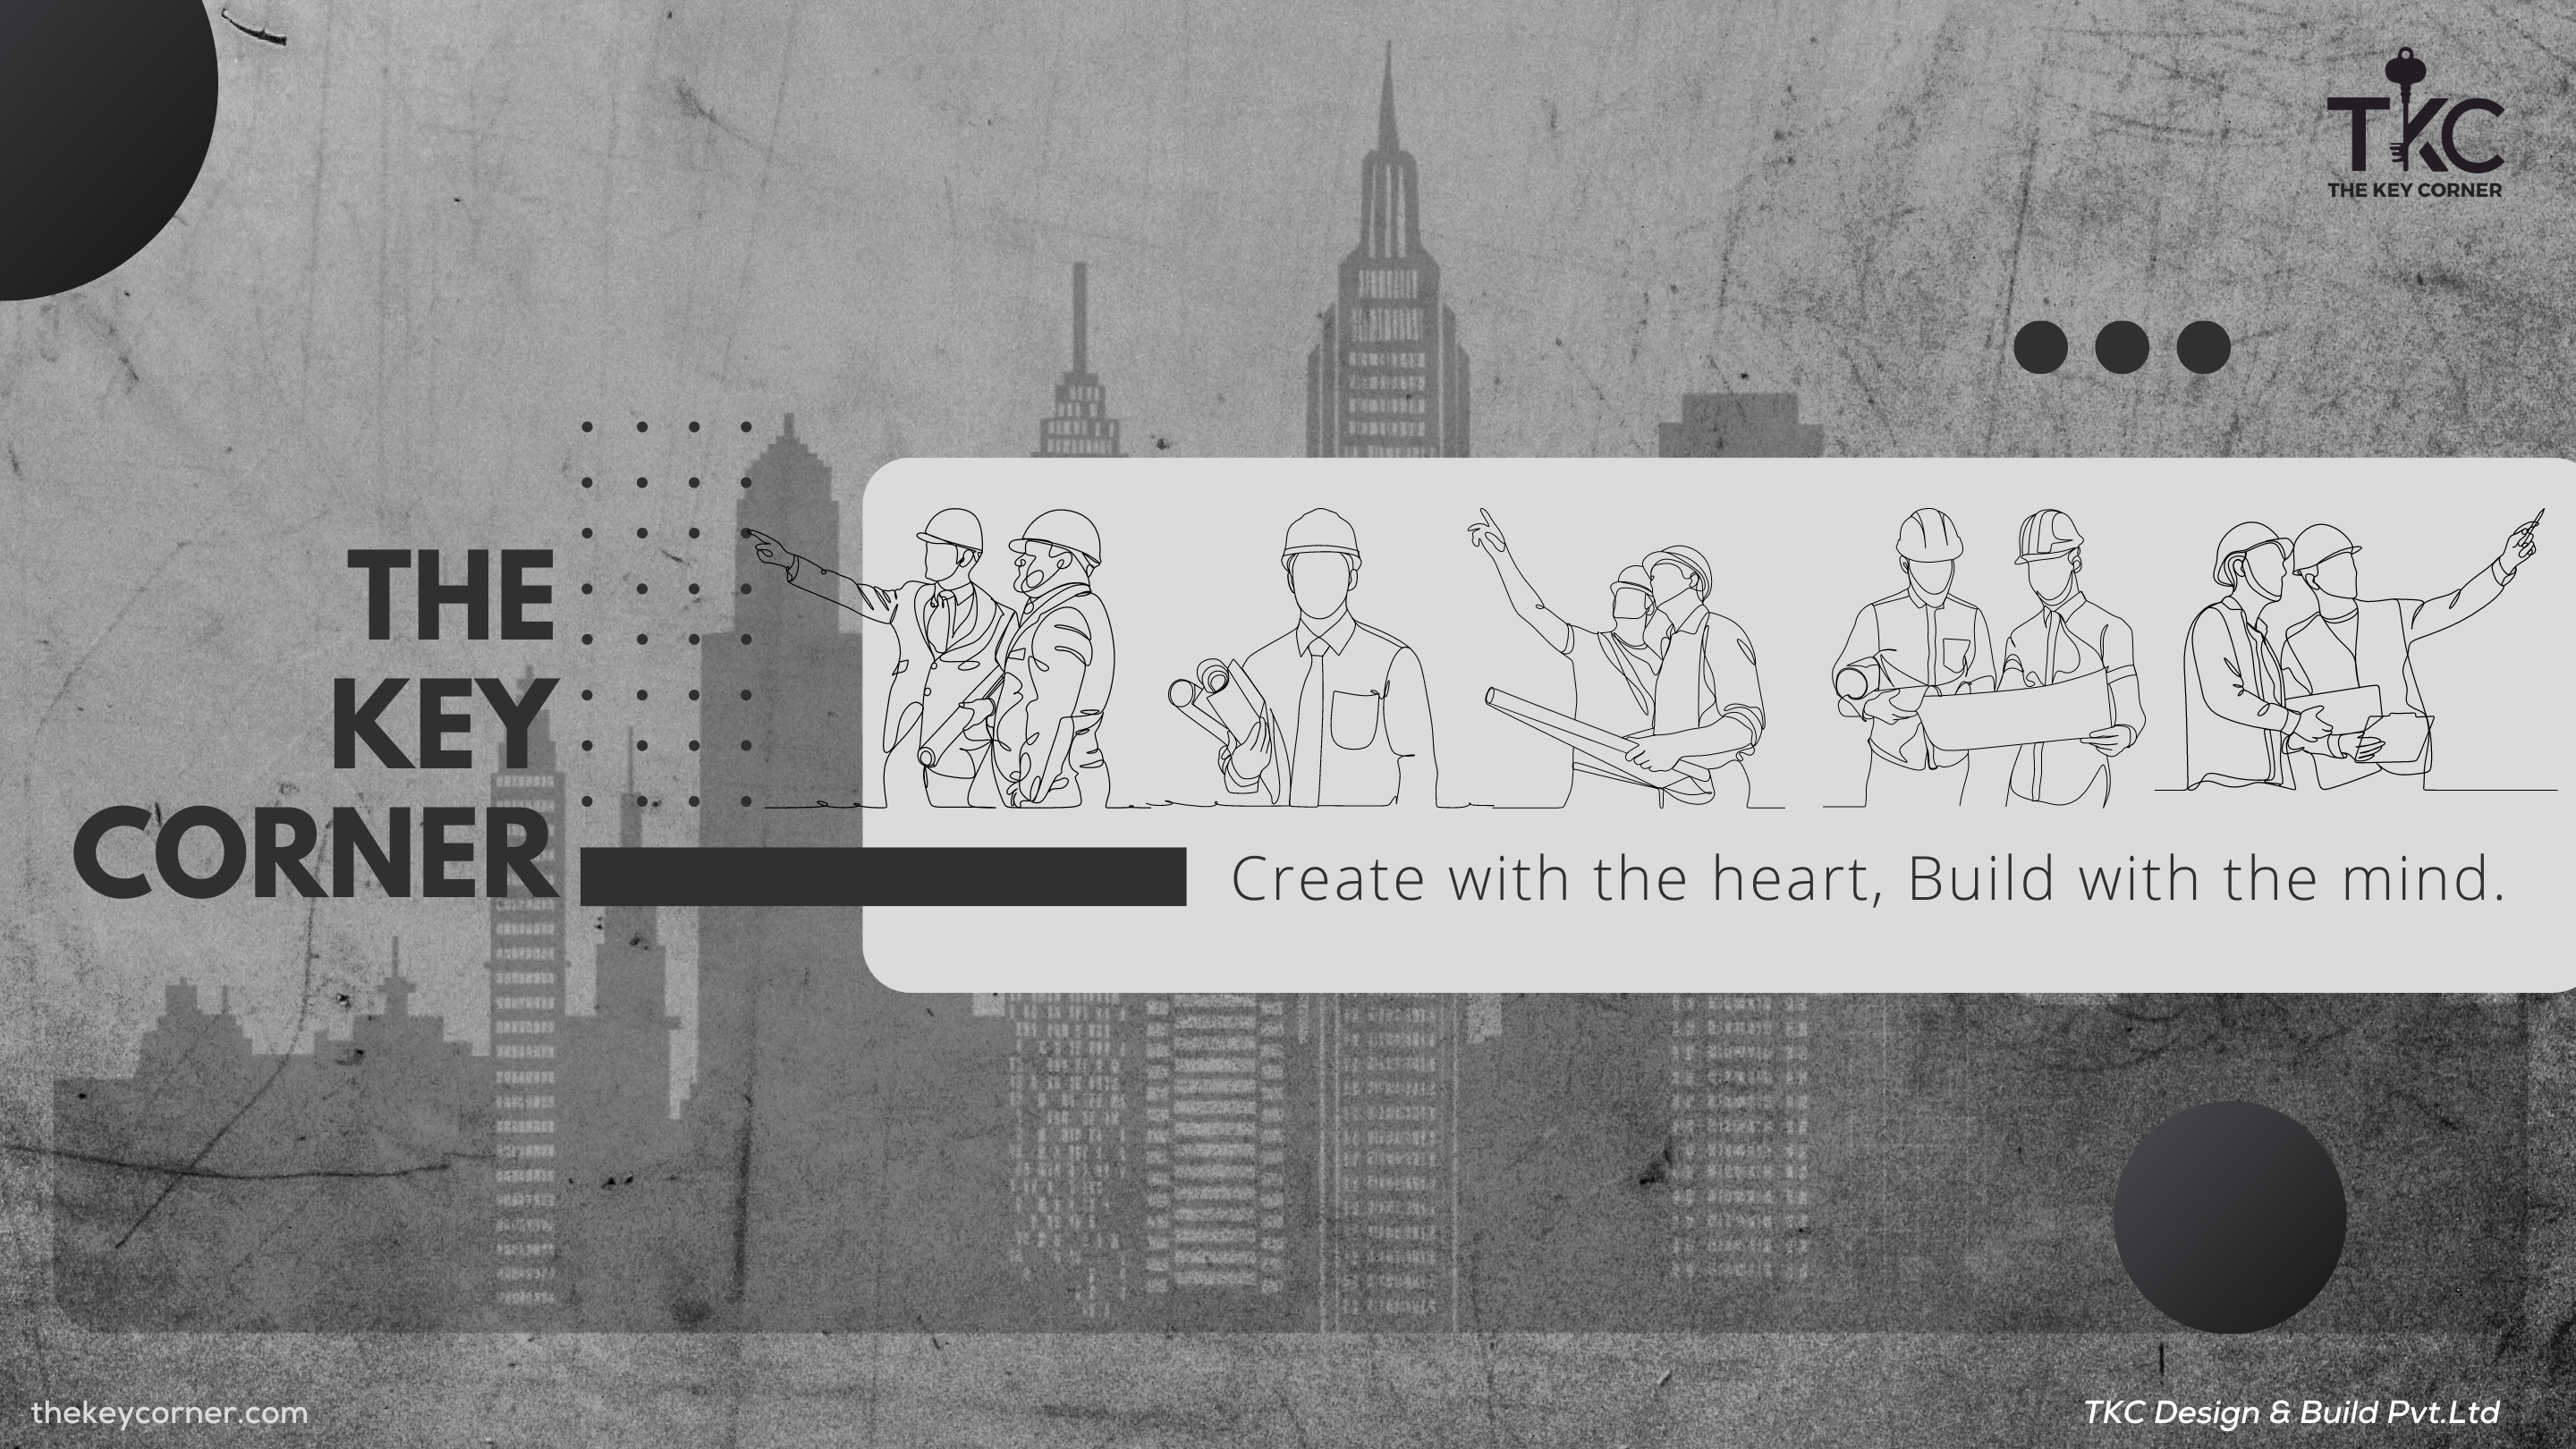 TKC
THE KEY CORNER
THE
KEY
CORNER
Create with the heart, Build with the mind.
thekeycorner.com
TKC Design & Build Pvt.Ltd